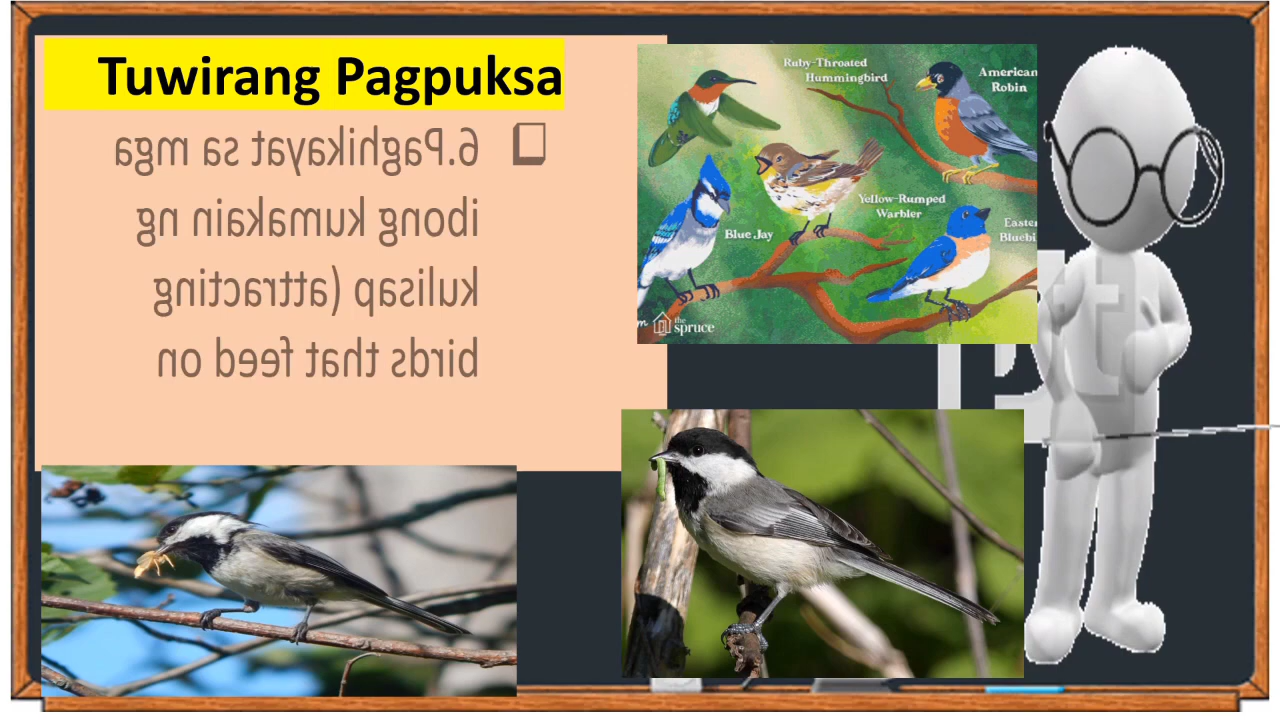 Tuwirang Pagpuksa
6.Paghikayat sa mga
ibong kumakain ng
kulisap (attracting
birds that feed on
Ruby-Throated
Hummingbird
American
Robin
Yellow-Rumped
Warbler
Blue Jay
the
spruce